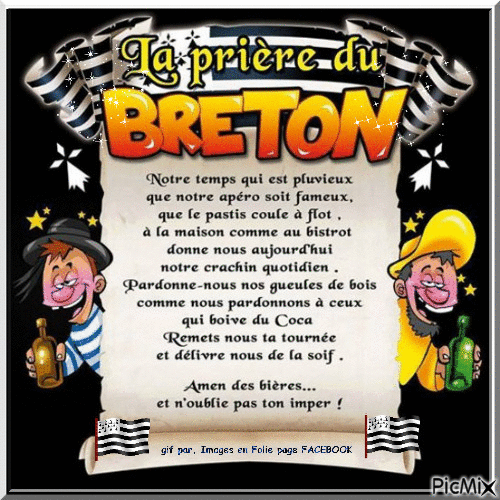 La prière du
BRETON
Notre temps qui est pluvieux
que notre apéro soit fameux,
que le pastis coule à flot ,
à la maison comme au bistrot
donne nous aujourd'hui
notre crachin quotidien .
Pardonne-nous nos gueules de bois
comme nous pardonnons à ceux
qui boive du Coca
Remets nous ta tournée
et délivre nous de la soif .
Amen des bières...
et n'oublie pas ton imper !
gif par, Images en Folie page FACEBOOK
PicMix